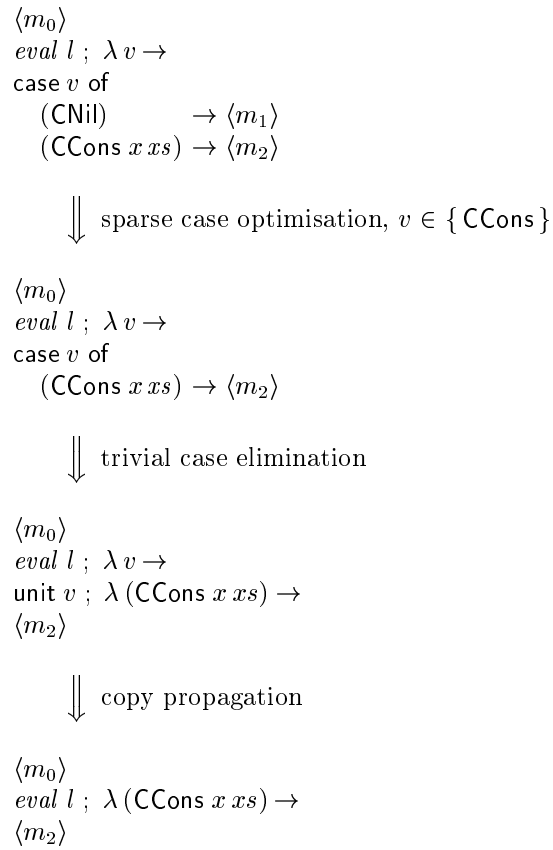 ⟨m₀⟩
eval l ; λ v →
case v of
(CNil) → ⟨m₁⟩
(CCons x xs) → ⟨m₂⟩
⇓ sparse case optimisation, v ∈ { CCons }
⟨m₀⟩
eval l ; λ v →
case v of
(CCons x xs) → ⟨m₂⟩
⇓ trivial case elimination
⟨m₀⟩
eval l ; λ v →
unit v ; λ (CCons x xs) →
⟨m₂⟩
⇓ copy propagation
⟨m₀⟩
eval l ; λ (CCons x xs) →
⟨m₂⟩